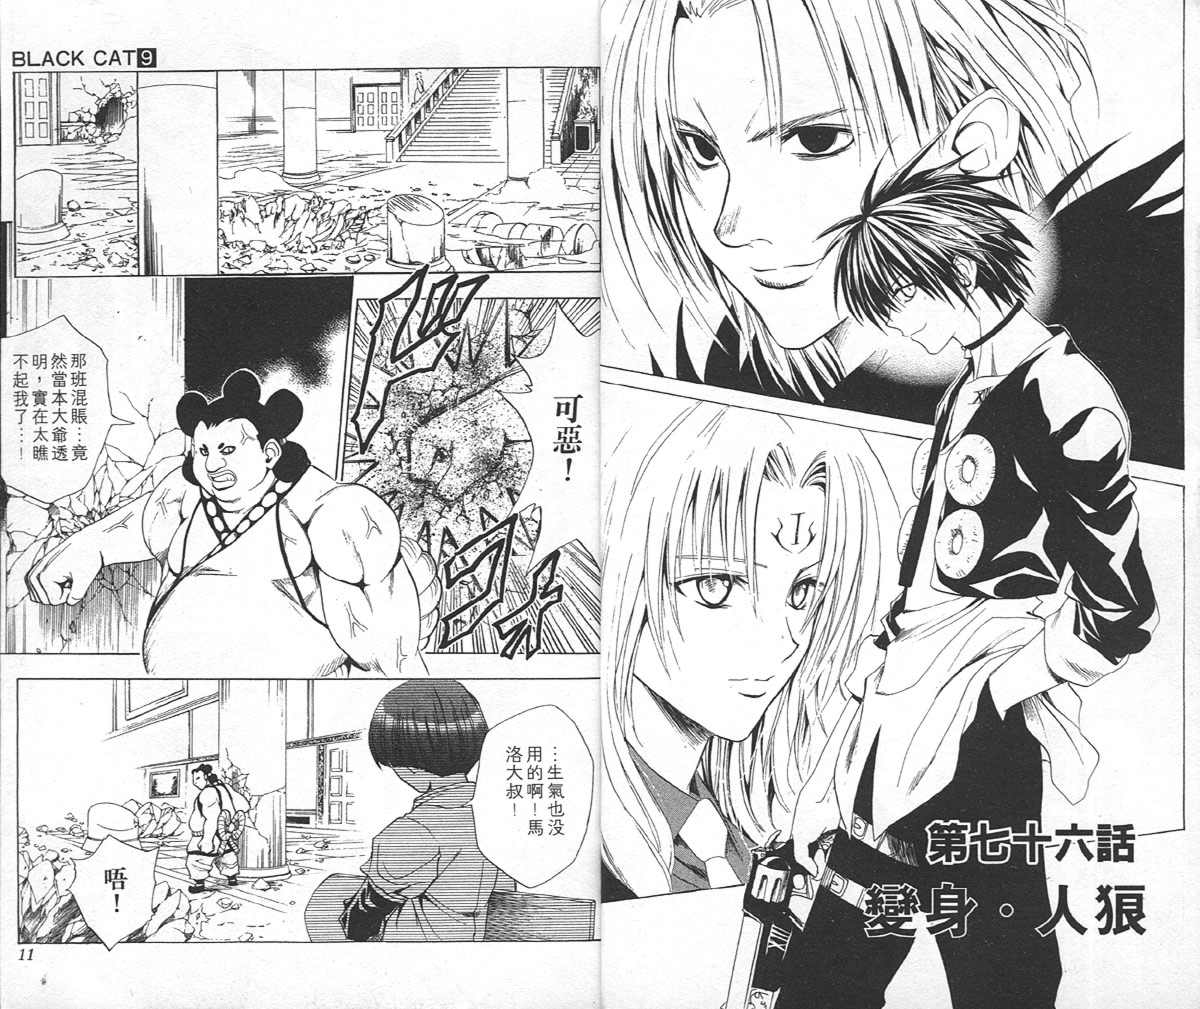 第七十六話
變身・人狼
I
XIII
BLACK CAT 9
可惡！
那班混賬…竟
然當本大爺透
明，實在太瞧
不起我了…！
…生氣也没
用的啊！馬
洛大叔！
唔！
11